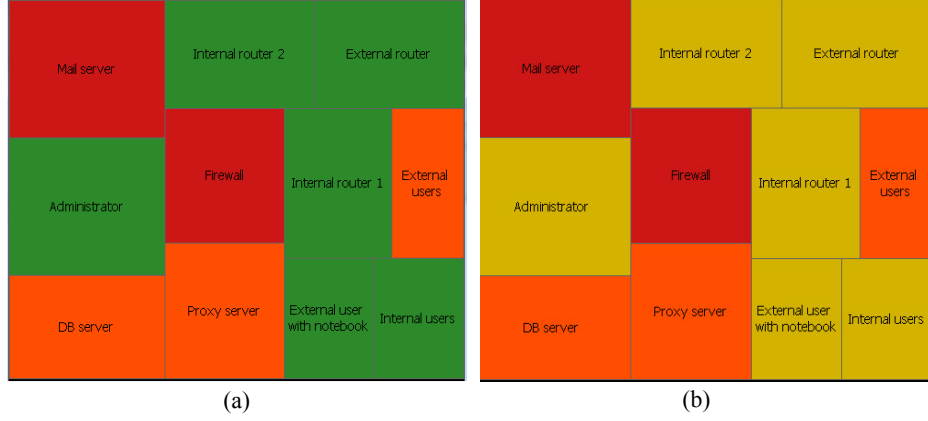 Mail server
Internal router 2
External router
Administrator
Firewall
Internal router 1
External
users
DB server
Proxy server
External user
with notebook
Internal users
(a)
Mail server
Internal router 2
External router
Administrator
Firewall
Internal router 1
External
users
DB server
Proxy server
External user
with notebook
Internal users
(b)